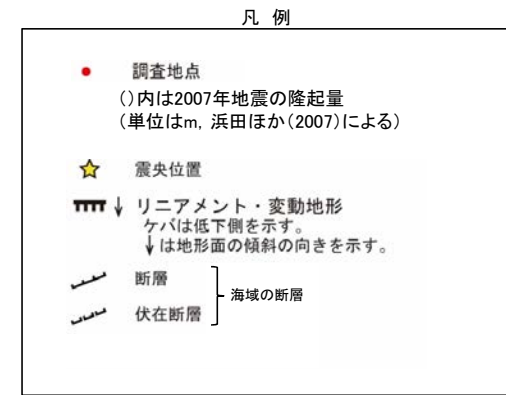 凡 例
調査地点
()内は2007年地震の隆起量
(単位はm, 浜田ほか(2007)による)
震央位置
リニアメント・変動地形
ケバは低下側を示す。
↓は地形面の傾斜の向きを示す。
断層
海域の断層
伏在断層